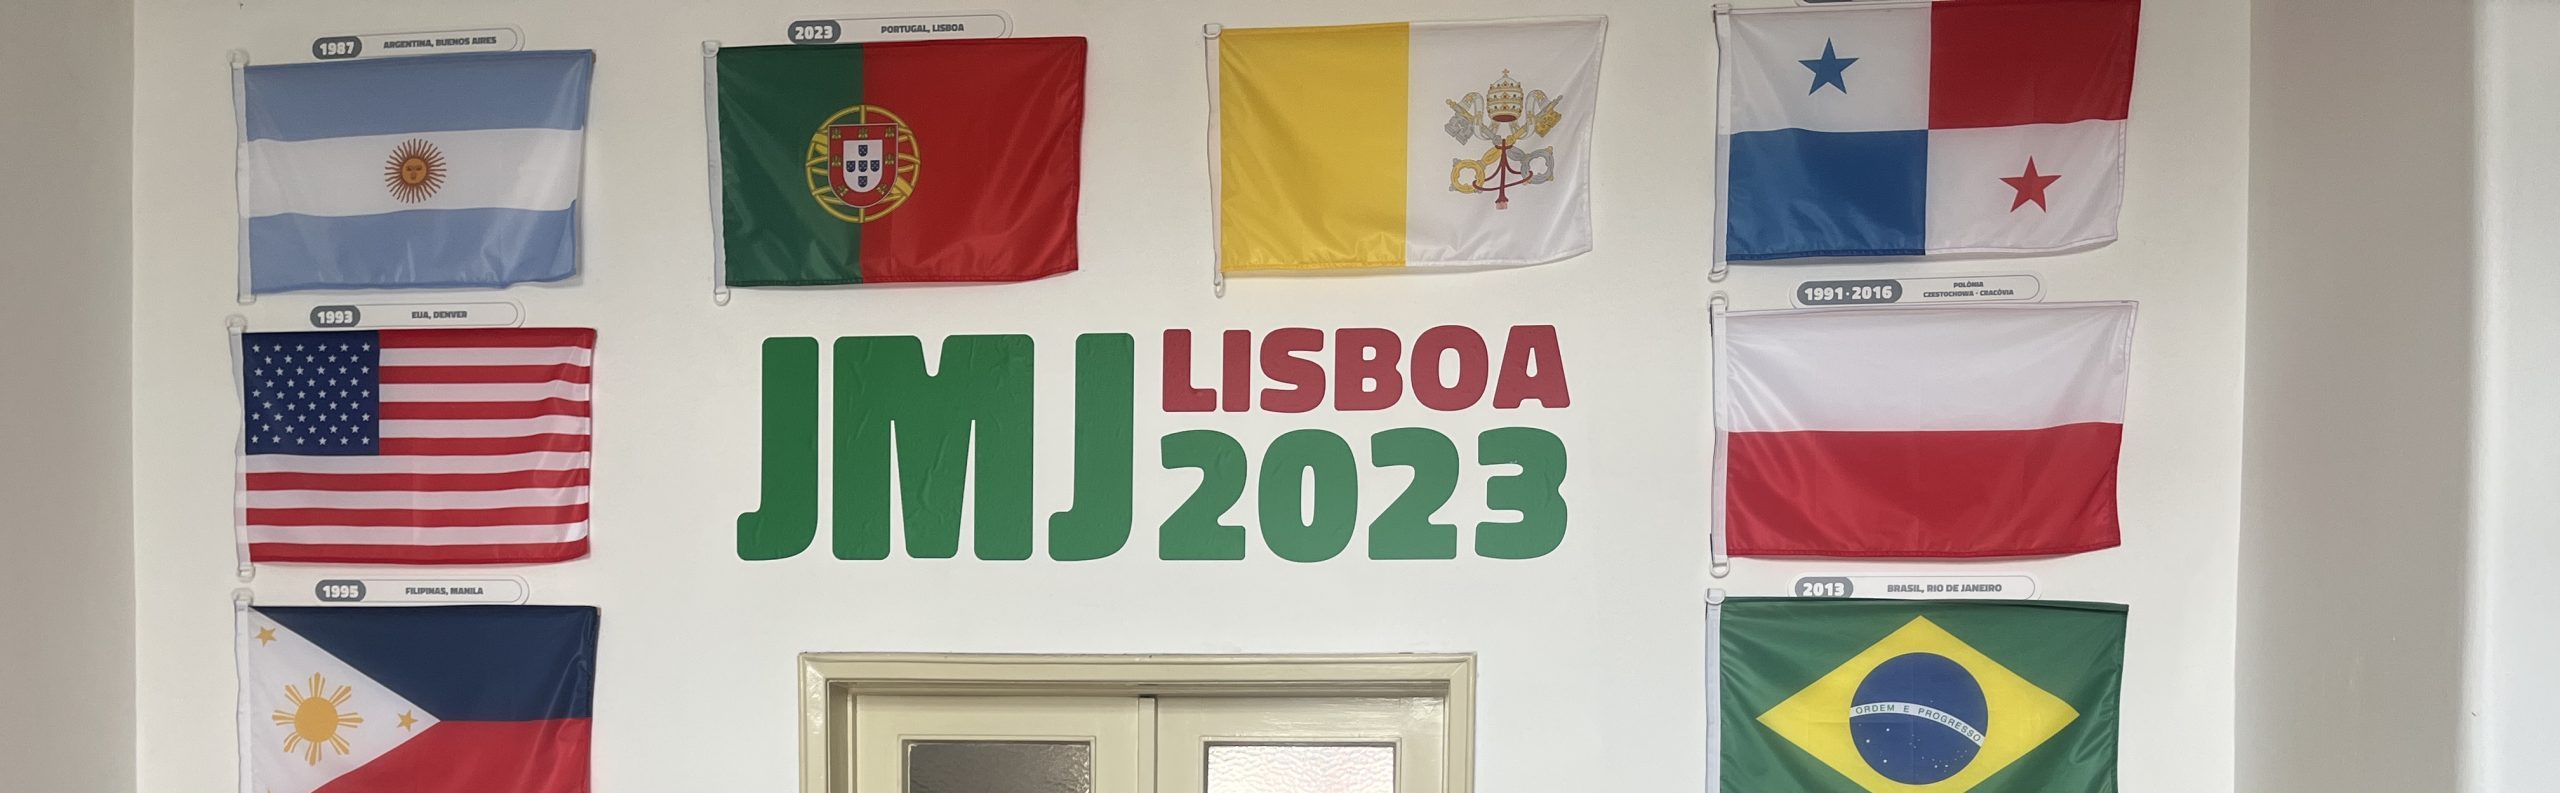 1987 ARGENTINA, BUENOS AIRES
2023 PORTUGAL, LISBOA
1993 EUA, DENVER
1991·2016 POLÓNIA
CZESTOCHOWA - CRACÓVIA
JMJ LISBOA
2023
1995 FILIPINAS, MANILA
2013 BRASIL, RIO DE JANEIRO
ORDEM E PROGRESSO